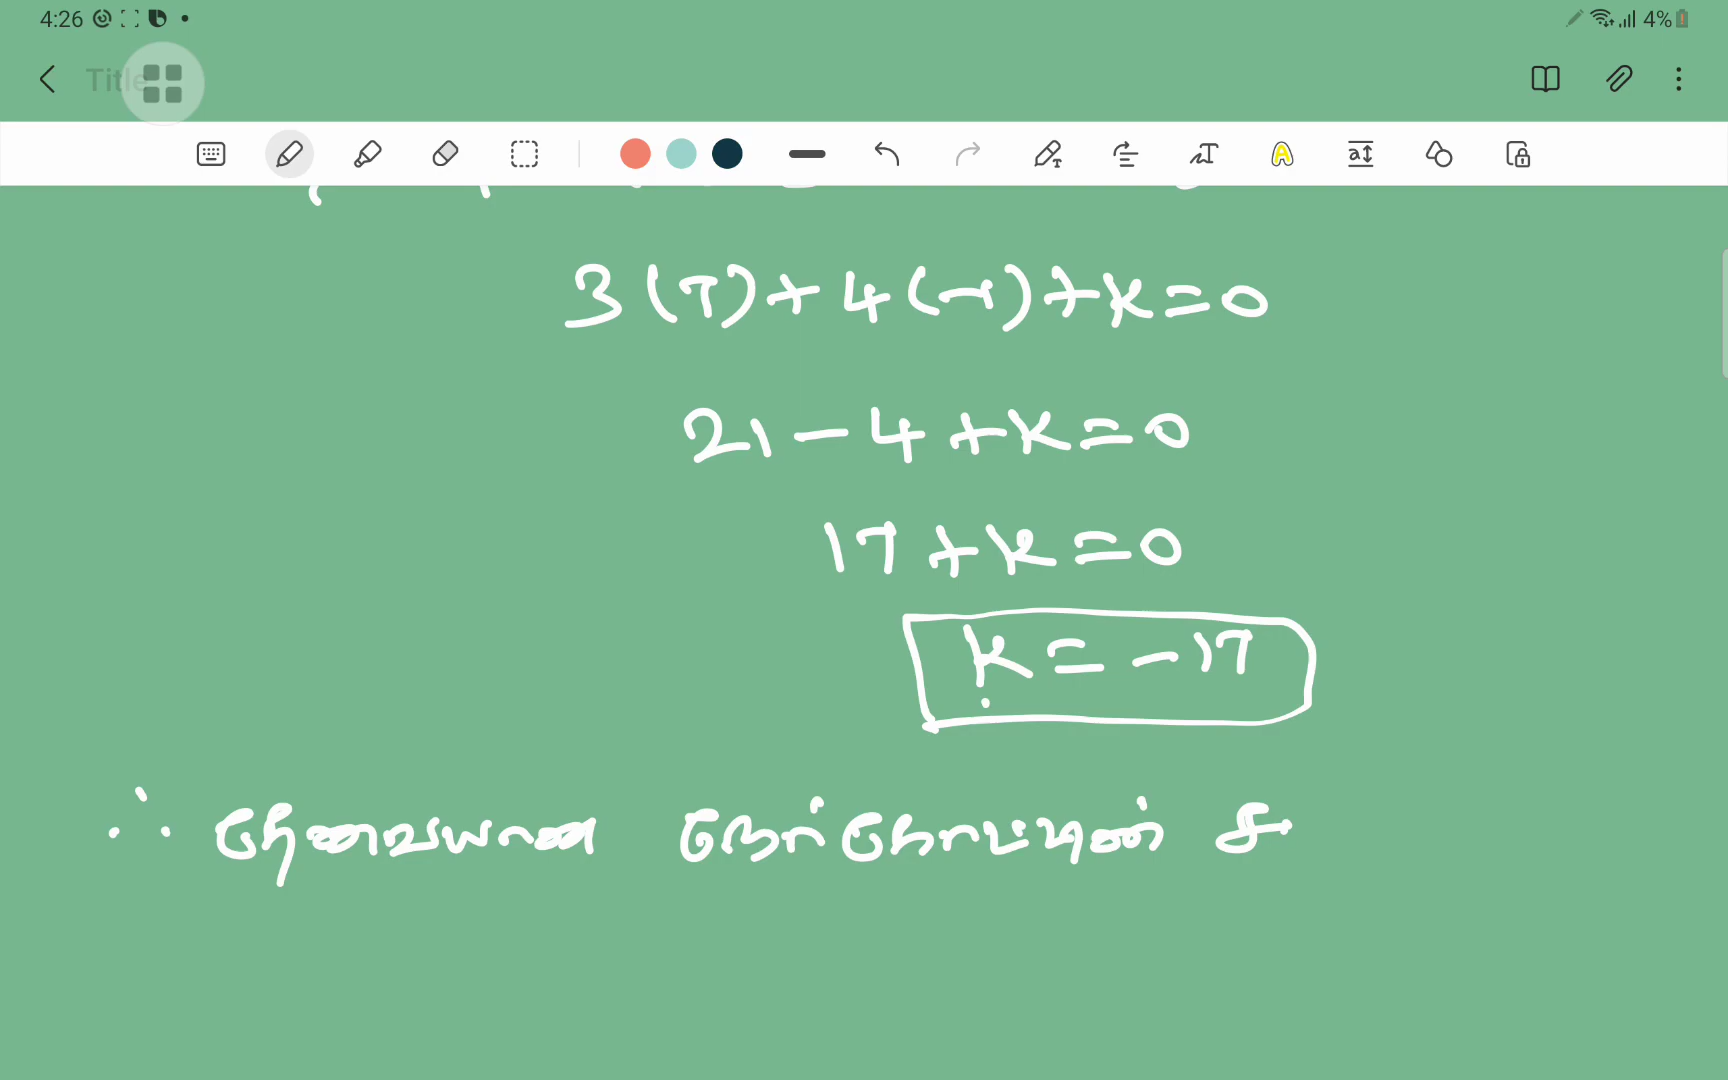 4:26 4%
Title
3(7)+4(-1)+k=0
21-4+k=0
17+k=0
k=-17
∴ தேவையான நேர்கோட்டின் ச